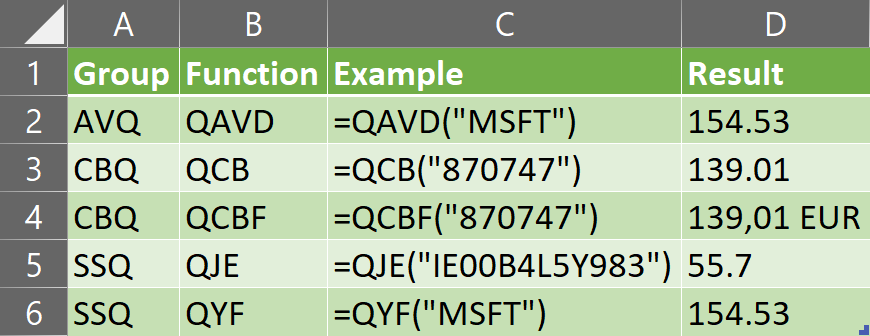 A B C D
1 Group Function Example Result
2 AVQ QAVD =QAVD("MSFT") 154.53
3 CBQ QCB =QCB("870747") 139.01
4 CBQ QCBF =QCBF("870747") 139,01 EUR
5 SSQ QJE =QJE("IE00B4L5Y983") 55.7
6 SSQ QYF =QYF("MSFT") 154.53